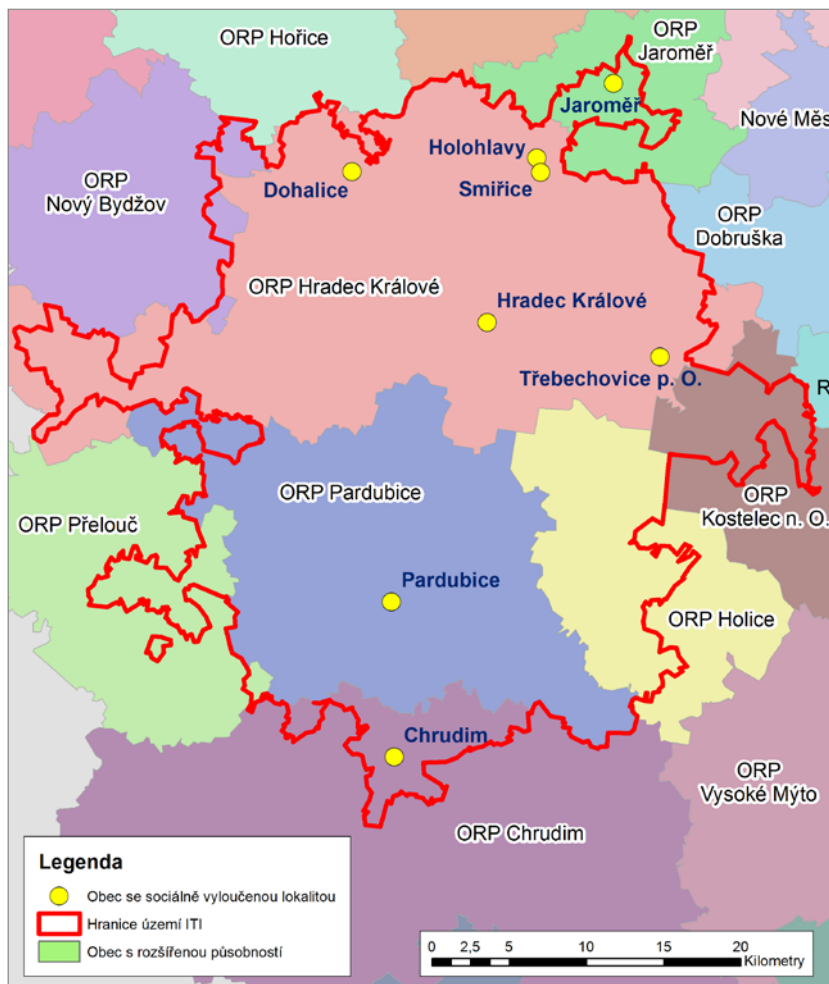 ORP Hořice
ORP
Jaroměř
Jaroměř
Nové Měs
Holohlavy
Smiřice
Dohalice
ORP
Nový Bydžov
ORP
Dobruška
ORP Hradec Králové
Hradec Králové
Třebechovice p. O.
R
ORP Pardubice
ORP Přelouč
ORP
Kostelec n. O.
Pardubice
ORP Holice
Chrudim
ORP
Vysoké Mýto
ORP Chrudim
Legenda
Obec se sociálně vyloučenou lokalitou
Hranice území ITI
Obec s rozšířenou působností
0 2,5 5 10 15 20
Kilometry